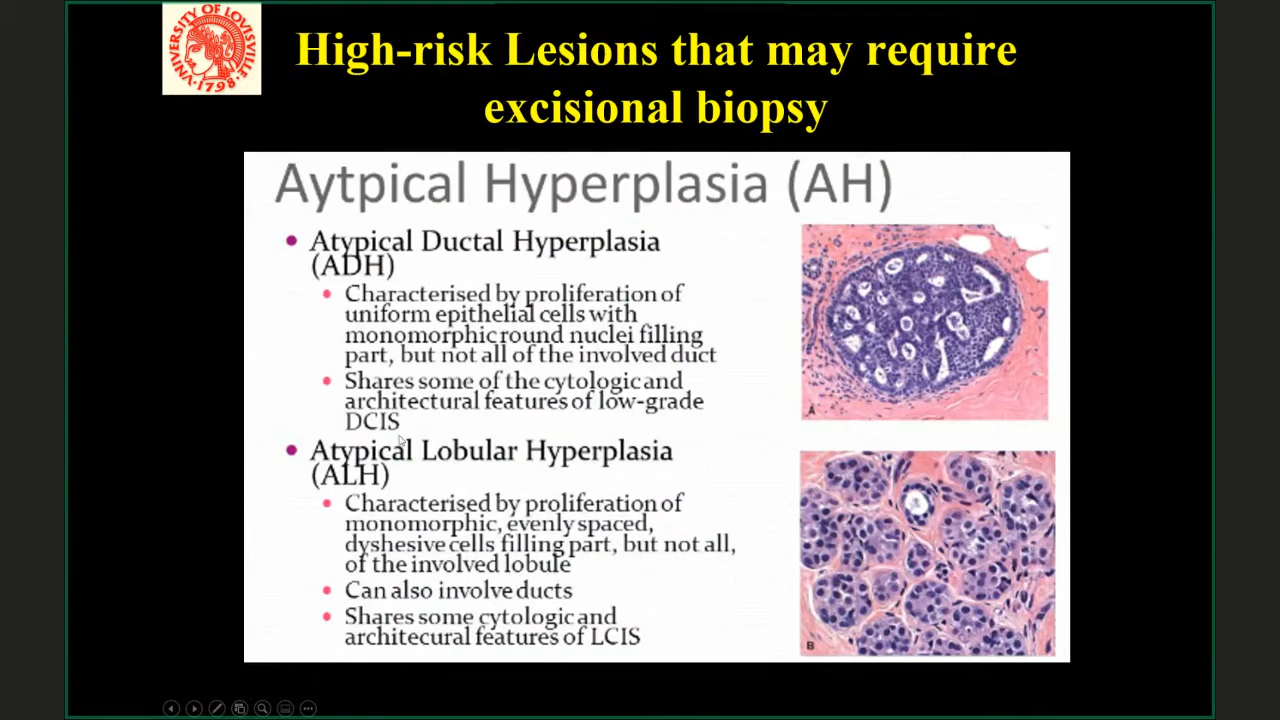 UNIVERSITY OF LOVISVILLE
1798
High-risk Lesions that may require
excisional biopsy
Aytpical Hyperplasia (AH)
• Atypical Ductal Hyperplasia
(ADH)
• Characterised by proliferation of
uniform epithelial cells with
monomorphic round nuclei filling
part, but not all of the involved duct
• Shares some of the cytologic and
architectural features of low-grade
DCIS
• Atypical Lobular Hyperplasia
(ALH)
• Characterised by proliferation of
monomorphic, evenly spaced,
dyshesive cells filling part, but not all,
of the involved lobule
• Can also involve ducts
• Shares some cytologic and
architecural features of LCIS
A
B